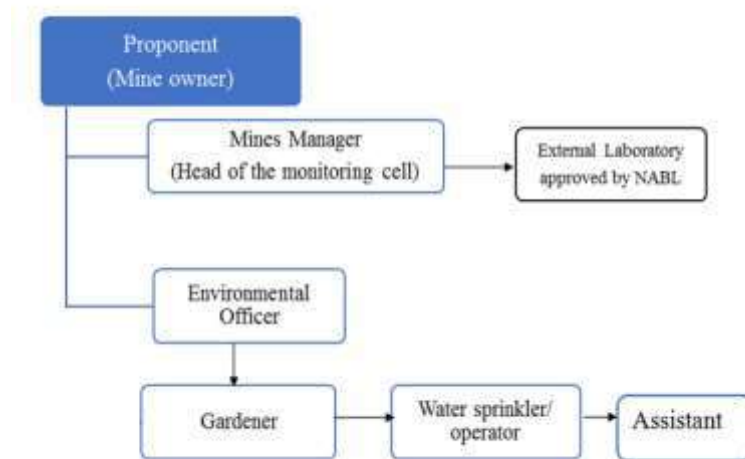 Proponent
(Mine owner)
Mines Manager
(Head of the monitoring cell)
External Laboratory
approved by NABL
Environmental
Officer
Gardener
Water sprinkler/
operator
Assistant